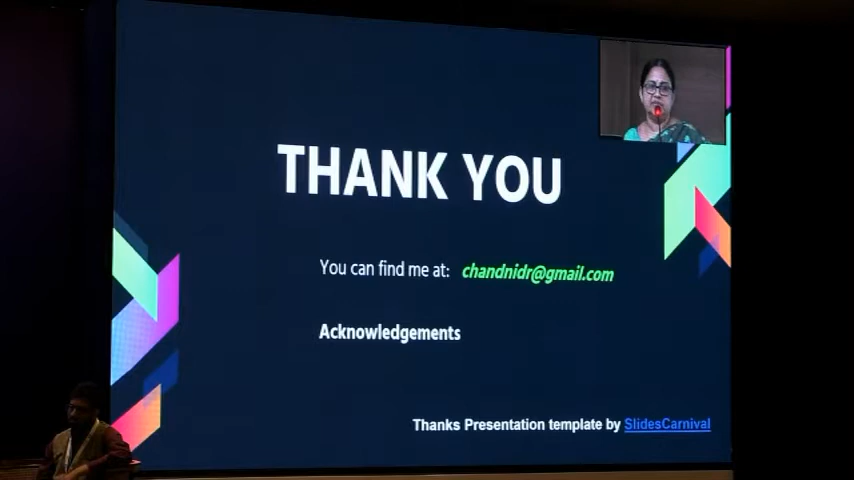 THANK YOU
You can find me at: chandnidr@gmail.com
Acknowledgements
Thanks Presentation template by SlidesCarnival